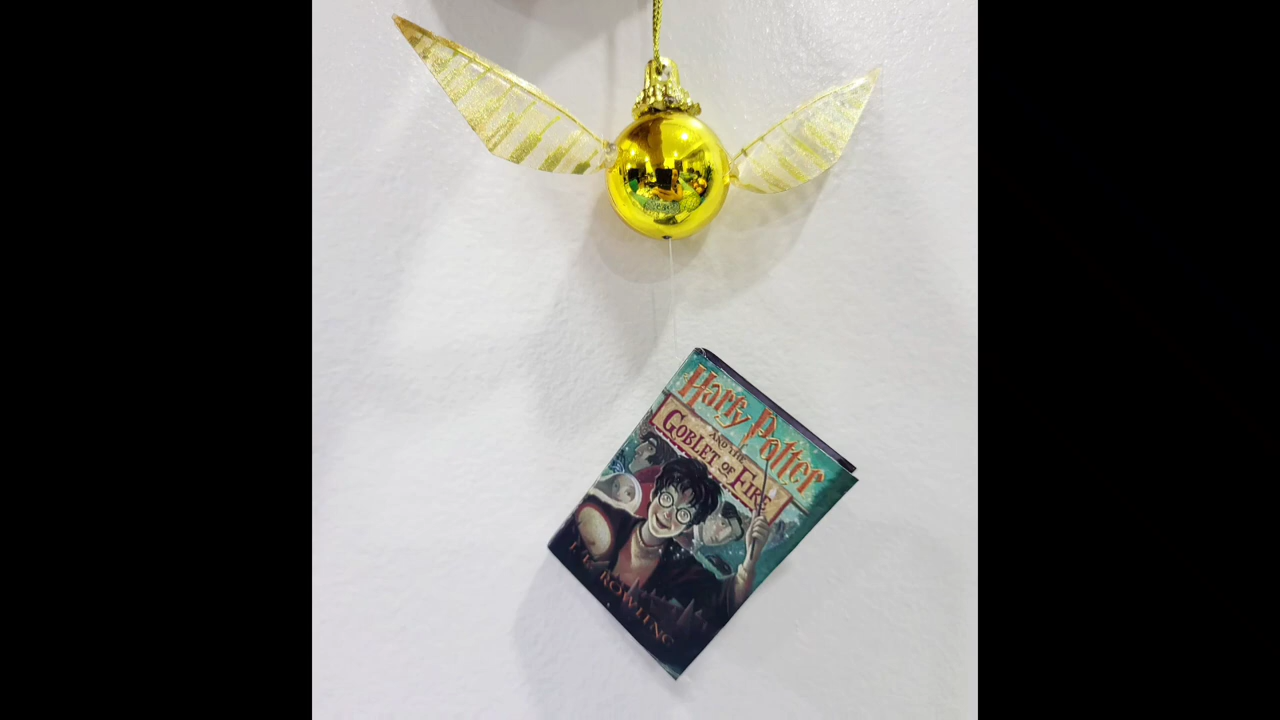 Harry Potter
AND THE
GOBLET OF FIRE
J.K. ROWLING